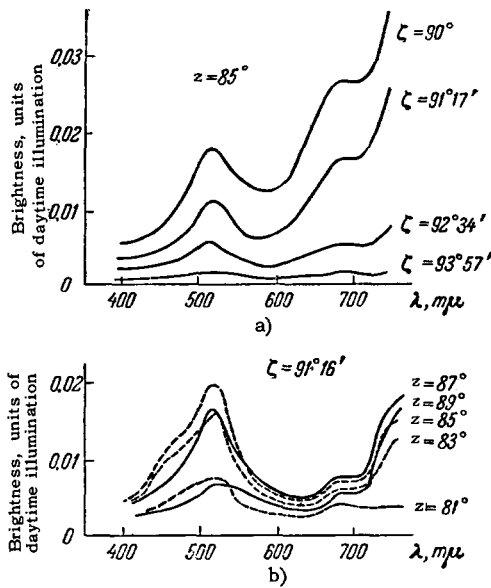 Brightness, units
of daytime illumination
0,03
0,02
0,01
0
z = 85°
ζ = 90°
ζ = 91°17′
ζ = 92°34′
ζ = 93°57′
400 500 600 700 λ, mμ
a)
Brightness, units of
daytime illumination
0,02
0,01
0
ζ = 91°16′
z = 87°
z = 89°
z = 85°
z = 83°
z = 81°
400 500 600 700 λ, mμ
b)